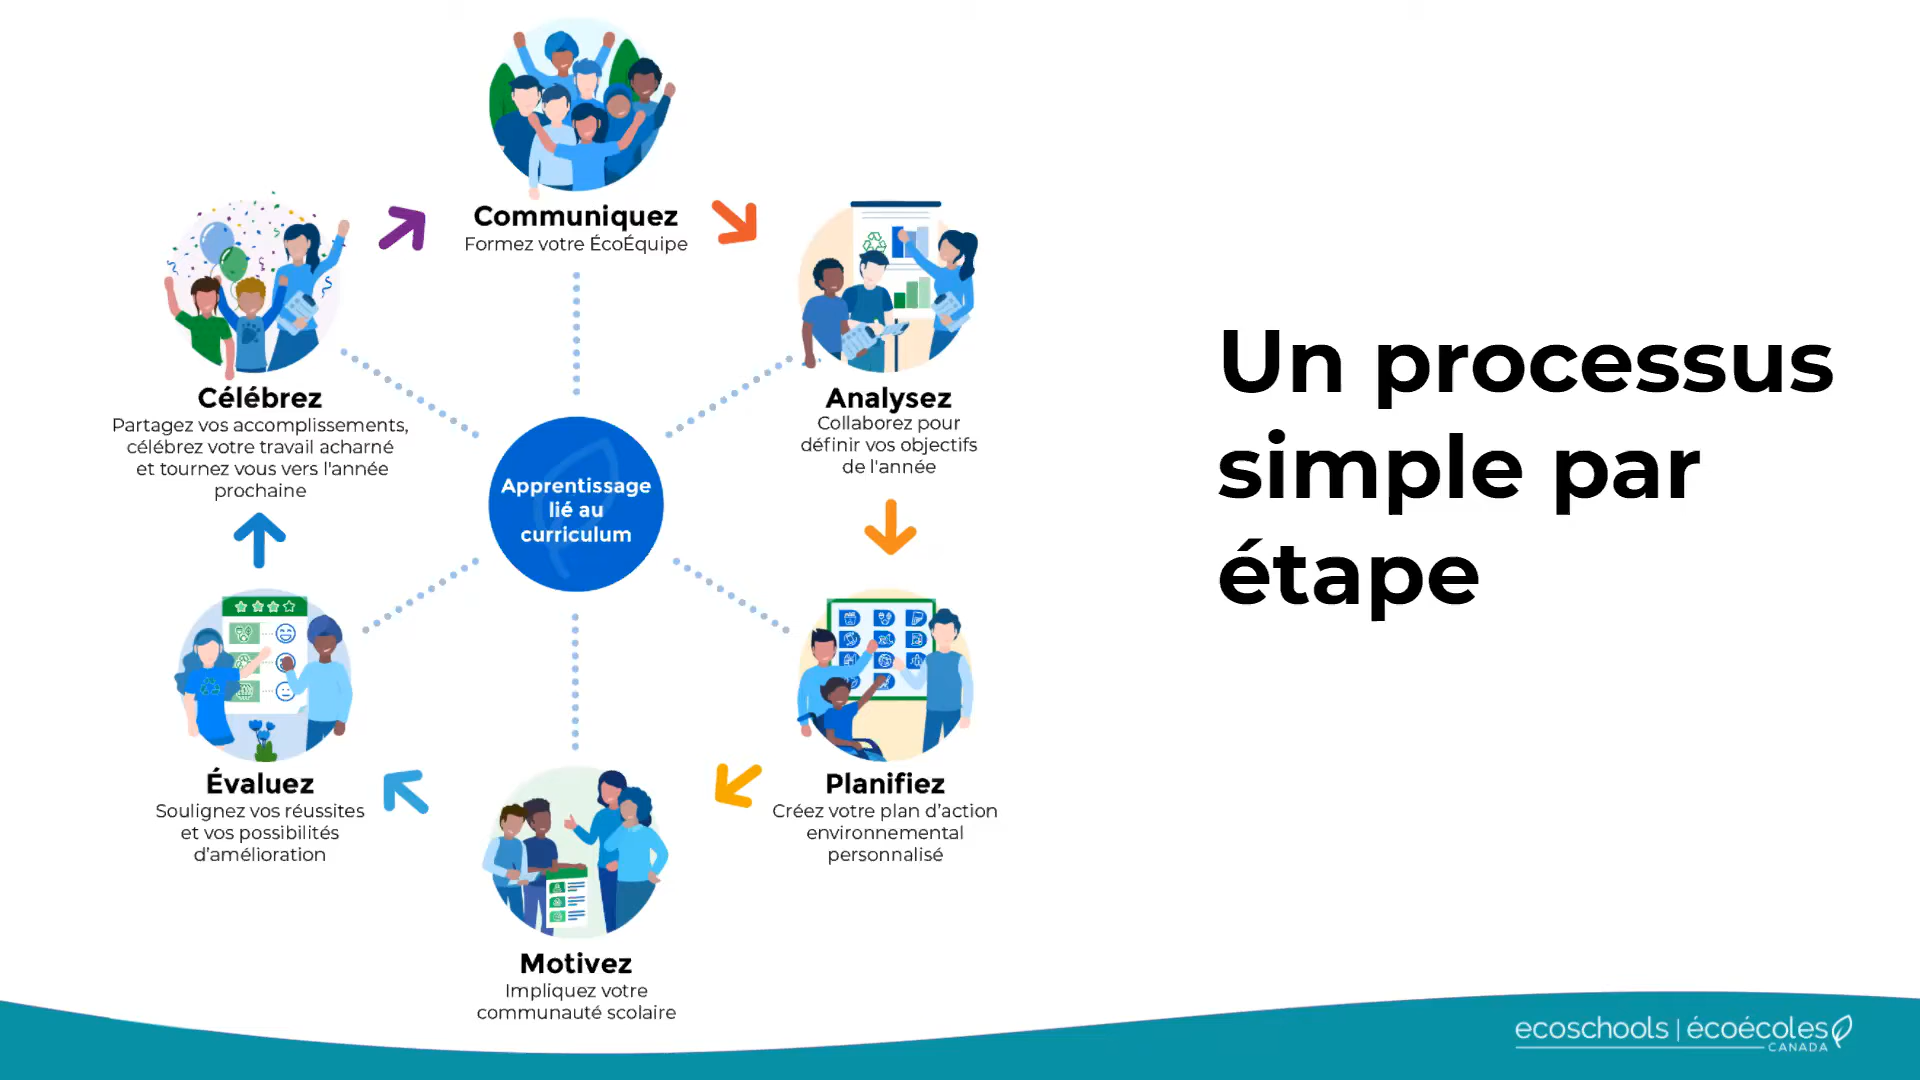 Communiquez
Formez votre ÉcoÉquipe
Analysez
Collaborez pour
définir vos objectifs
de l'année
Planifiez
Créez votre plan d’action
environnemental
personnalisé
Motivez
Impliquez votre
communauté scolaire
Évaluez
Soulignez vos réussites
et vos possibilités
d’amélioration
Célébrez
Partagez vos accomplissements,
célébrez votre travail acharné
et tournez vous vers l'année
prochaine
Apprentissage
lié au
curriculum
Un processus
simple par
étape
ecoschools | écoécoles
CANADA